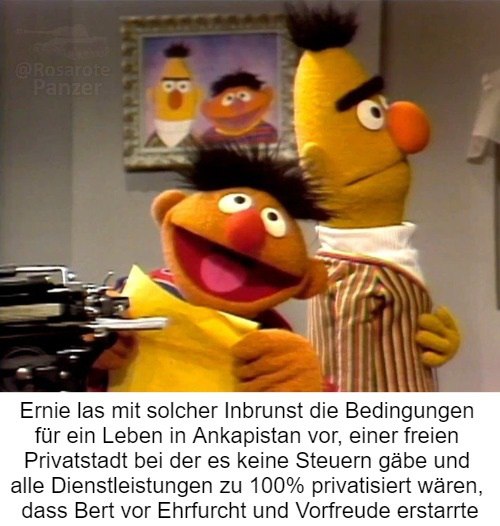 @Rosarote
Panzer
Ernie las mit solcher Inbrunst die Bedingungen
für ein Leben in Ankapistan vor, einer freien
Privatstadt bei der es keine Steuern gäbe und
alle Dienstleistungen zu 100% privatisiert wären,
dass Bert vor Ehrfurcht und Vorfreude erstarrte